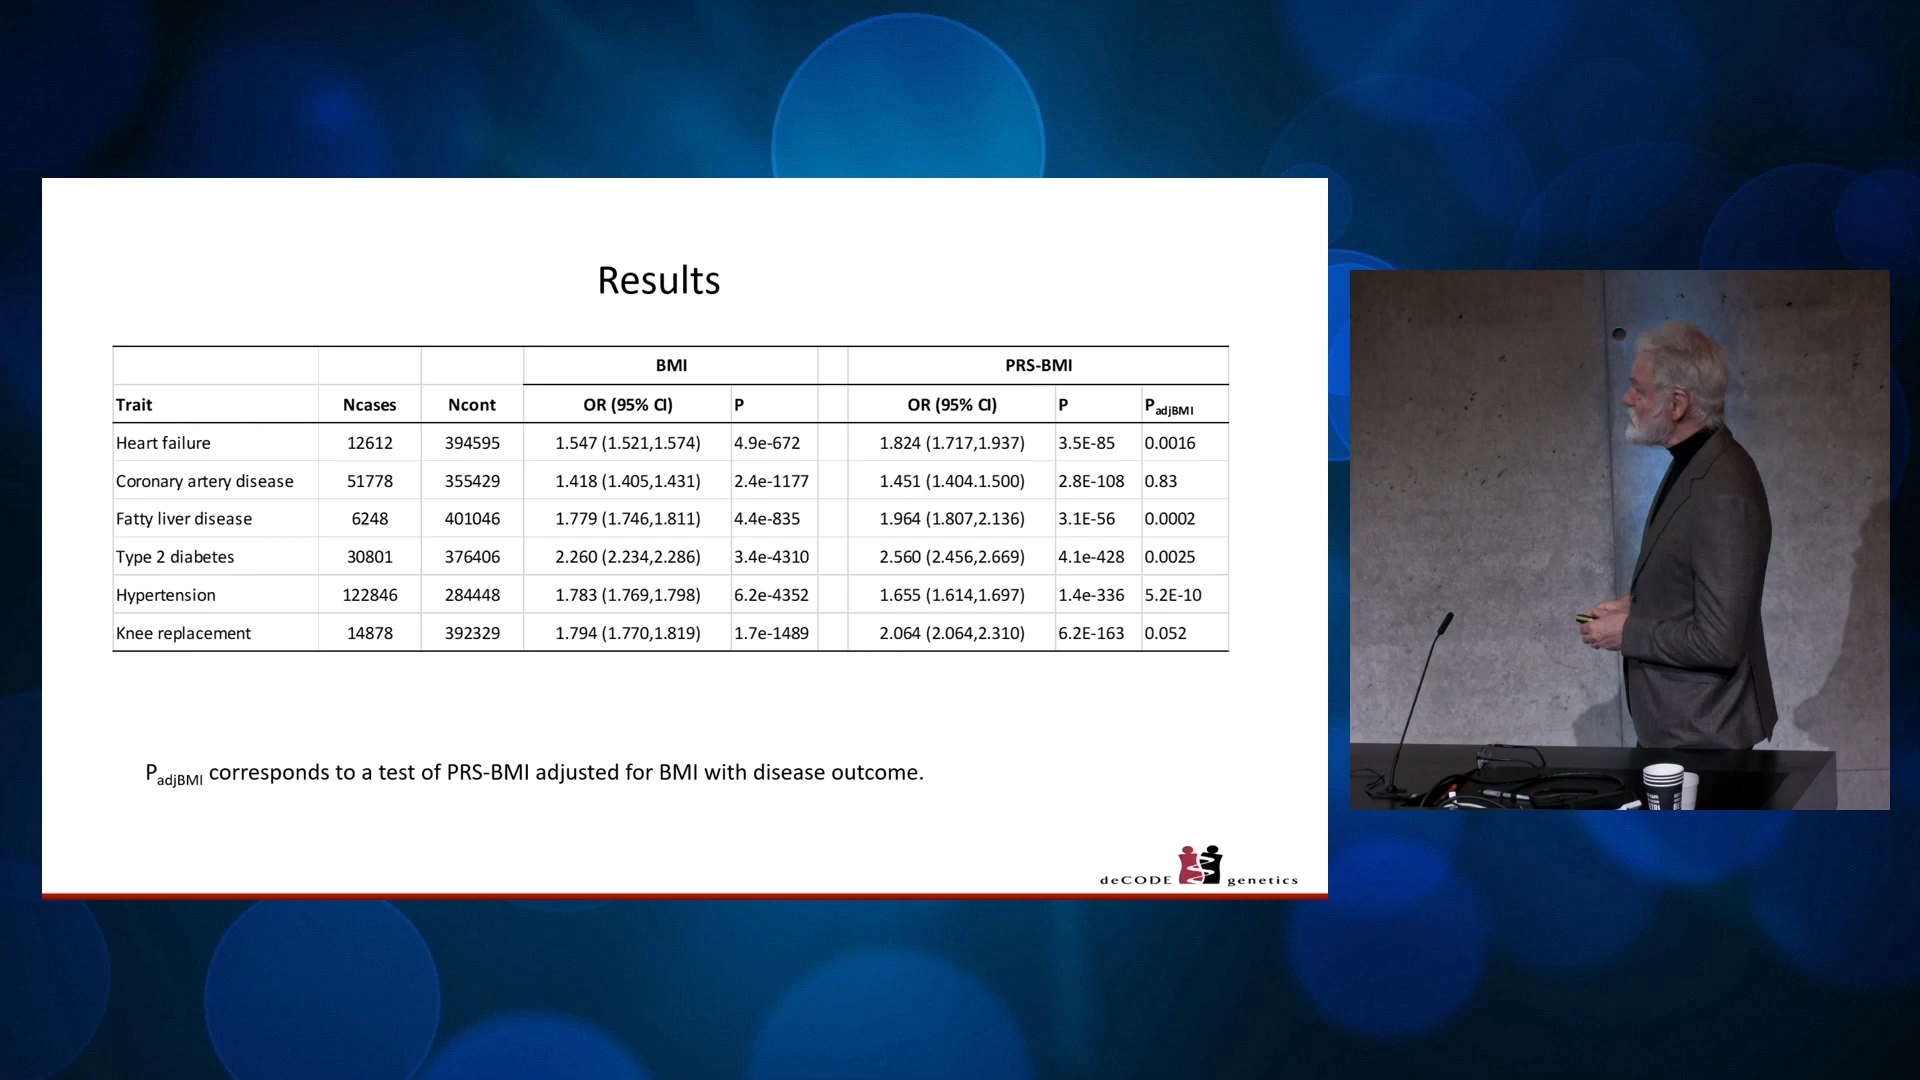 Results
BMI PRS-BMI
Trait Ncases Ncont OR (95% CI) P OR (95% CI) P PadjBMI
Heart failure 12612 394595 1.547 (1.521,1.574) 4.9e-672 1.824 (1.717,1.937) 3.5E-85 0.0016
Coronary artery disease 51778 355429 1.418 (1.405,1.431) 2.4e-1177 1.451 (1.404.1.500) 2.8E-108 0.83
Fatty liver disease 6248 401046 1.779 (1.746,1.811) 4.4e-835 1.964 (1.807,2.136) 3.1E-56 0.0002
Type 2 diabetes 30801 376406 2.260 (2.234,2.286) 3.4e-4310 2.560 (2.456,2.669) 4.1e-428 0.0025
Hypertension 122846 284448 1.783 (1.769,1.798) 6.2e-4352 1.655 (1.614,1.697) 1.4e-336 5.2E-10
Knee replacement 14878 392329 1.794 (1.770,1.819) 1.7e-1489 2.064 (2.064,2.310) 6.2E-163 0.052
PadjBMI corresponds to a test of PRS-BMI adjusted for BMI with disease outcome.
deCODE genetics